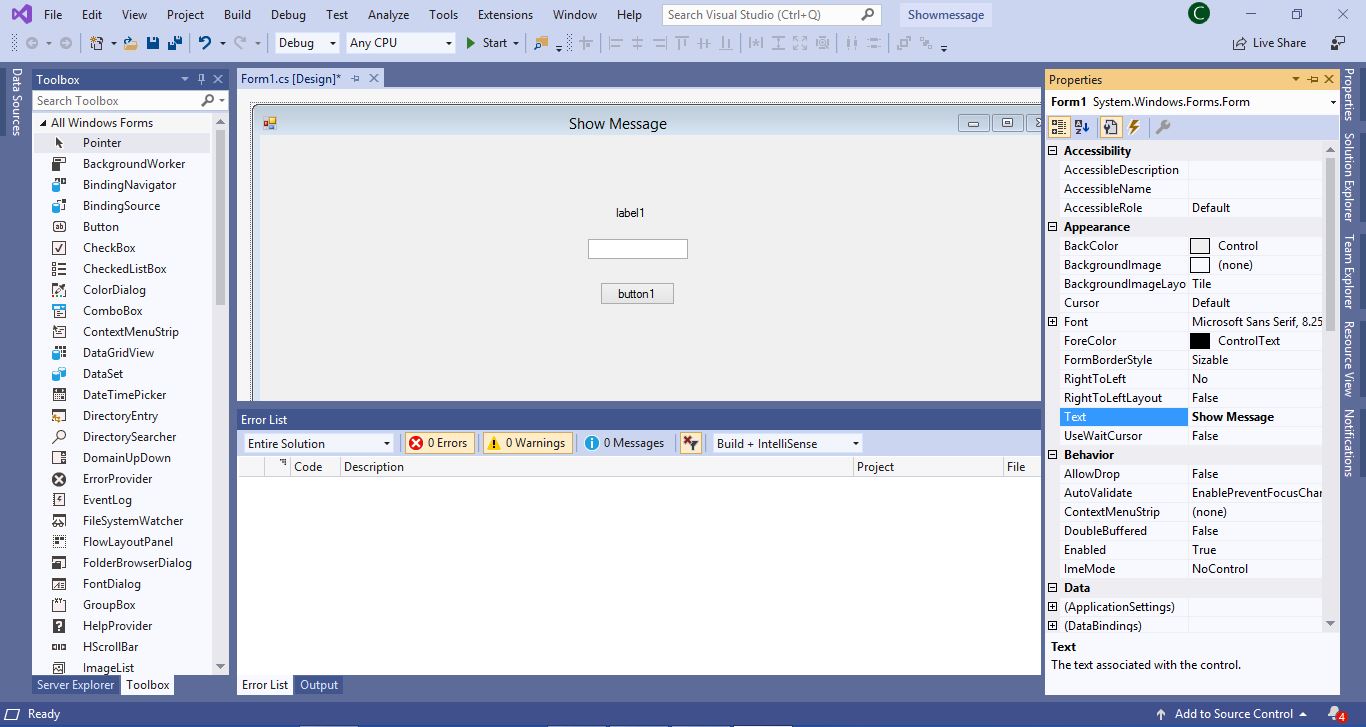 File Edit View Project Build Debug Test Analyze Tools Extensions Window Help Search Visual Studio (Ctrl+Q) Showmessage C
Debug Any CPU Start Live Share
Data Sources
Toolbox
Search Toolbox
All Windows Forms
Pointer
BackgroundWorker
BindingNavigator
BindingSource
Button
CheckBox
CheckedListBox
ColorDialog
ComboBox
ContextMenuStrip
DataGridView
DataSet
DateTimePicker
DirectoryEntry
DirectorySearcher
DomainUpDown
ErrorProvider
EventLog
FileSystemWatcher
FlowLayoutPanel
FolderBrowserDialog
FontDialog
GroupBox
HelpProvider
HScrollBar
ImageList
Server Explorer Toolbox
Form1.cs [Design]*
Show Message
label1
button1
Error List
Entire Solution 0 Errors 0 Warnings 0 Messages Build + IntelliSense
Code Description Project File
Error List Output
Properties
Form1 System.Windows.Forms.Form
Accessibility
AccessibleDescription
AccessibleName
AccessibleRole Default
Appearance
BackColor Control
BackgroundImage (none)
BackgroundImageLayo Tile
Cursor Default
Font Microsoft Sans Serif, 8.25
ForeColor ControlText
FormBorderStyle Sizable
RightToLeft No
RightToLeftLayout False
Text Show Message
UseWaitCursor False
Behavior
AllowDrop False
AutoValidate EnablePreventFocusChar
ContextMenuStrip (none)
DoubleBuffered False
Enabled True
ImeMode NoControl
Data
(ApplicationSettings)
(DataBindings)
Text
The text associated with the control.
Properties
Solution Explorer
Team Explorer
Resource View
Notifications
Ready Add to Source Control 4